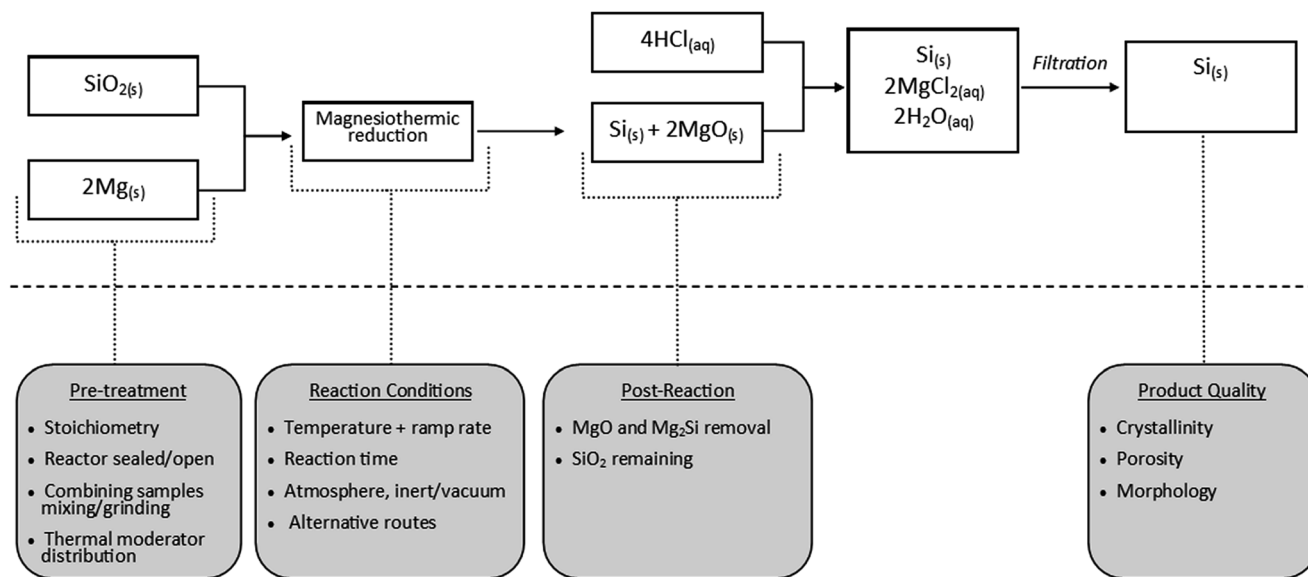 SiO₂₍s₎
2Mg₍s₎
Magnesiothermic
reduction
4HCl₍aq₎
Si₍s₎ + 2MgO₍s₎
Si₍s₎
2MgCl₂₍aq₎
2H₂O₍aq₎
Filtration
Si₍s₎
Pre-treatment
• Stoichiometry
• Reactor sealed/open
• Combining samples
mixing/grinding
• Thermal moderator
distribution
Reaction Conditions
• Temperature + ramp rate
• Reaction time
• Atmosphere, inert/vacuum
• Alternative routes
Post-Reaction
• MgO and Mg₂Si removal
• SiO₂ remaining
Product Quality
• Crystallinity
• Porosity
• Morphology